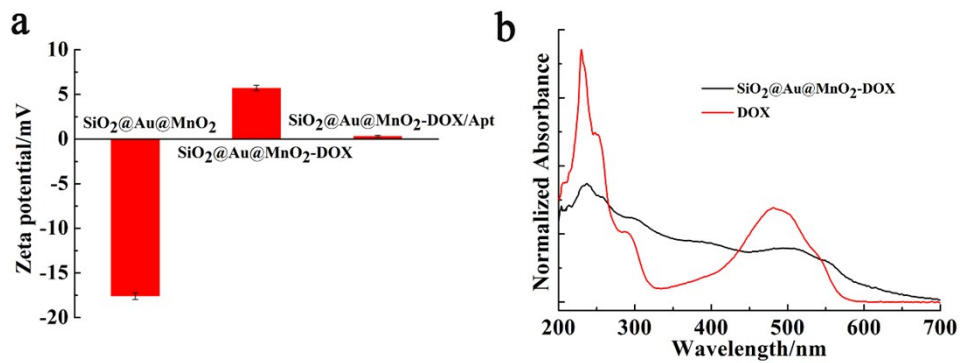 a
Zeta potential/mV
10
5
0
-5
-10
-15
-20
SiO2@Au@MnO2
SiO2@Au@MnO2-DOX
SiO2@Au@MnO2-DOX/Apt
b
Normalized Absorbance
SiO2@Au@MnO2-DOX
DOX
200 300 400 500 600 700
Wavelength/nm